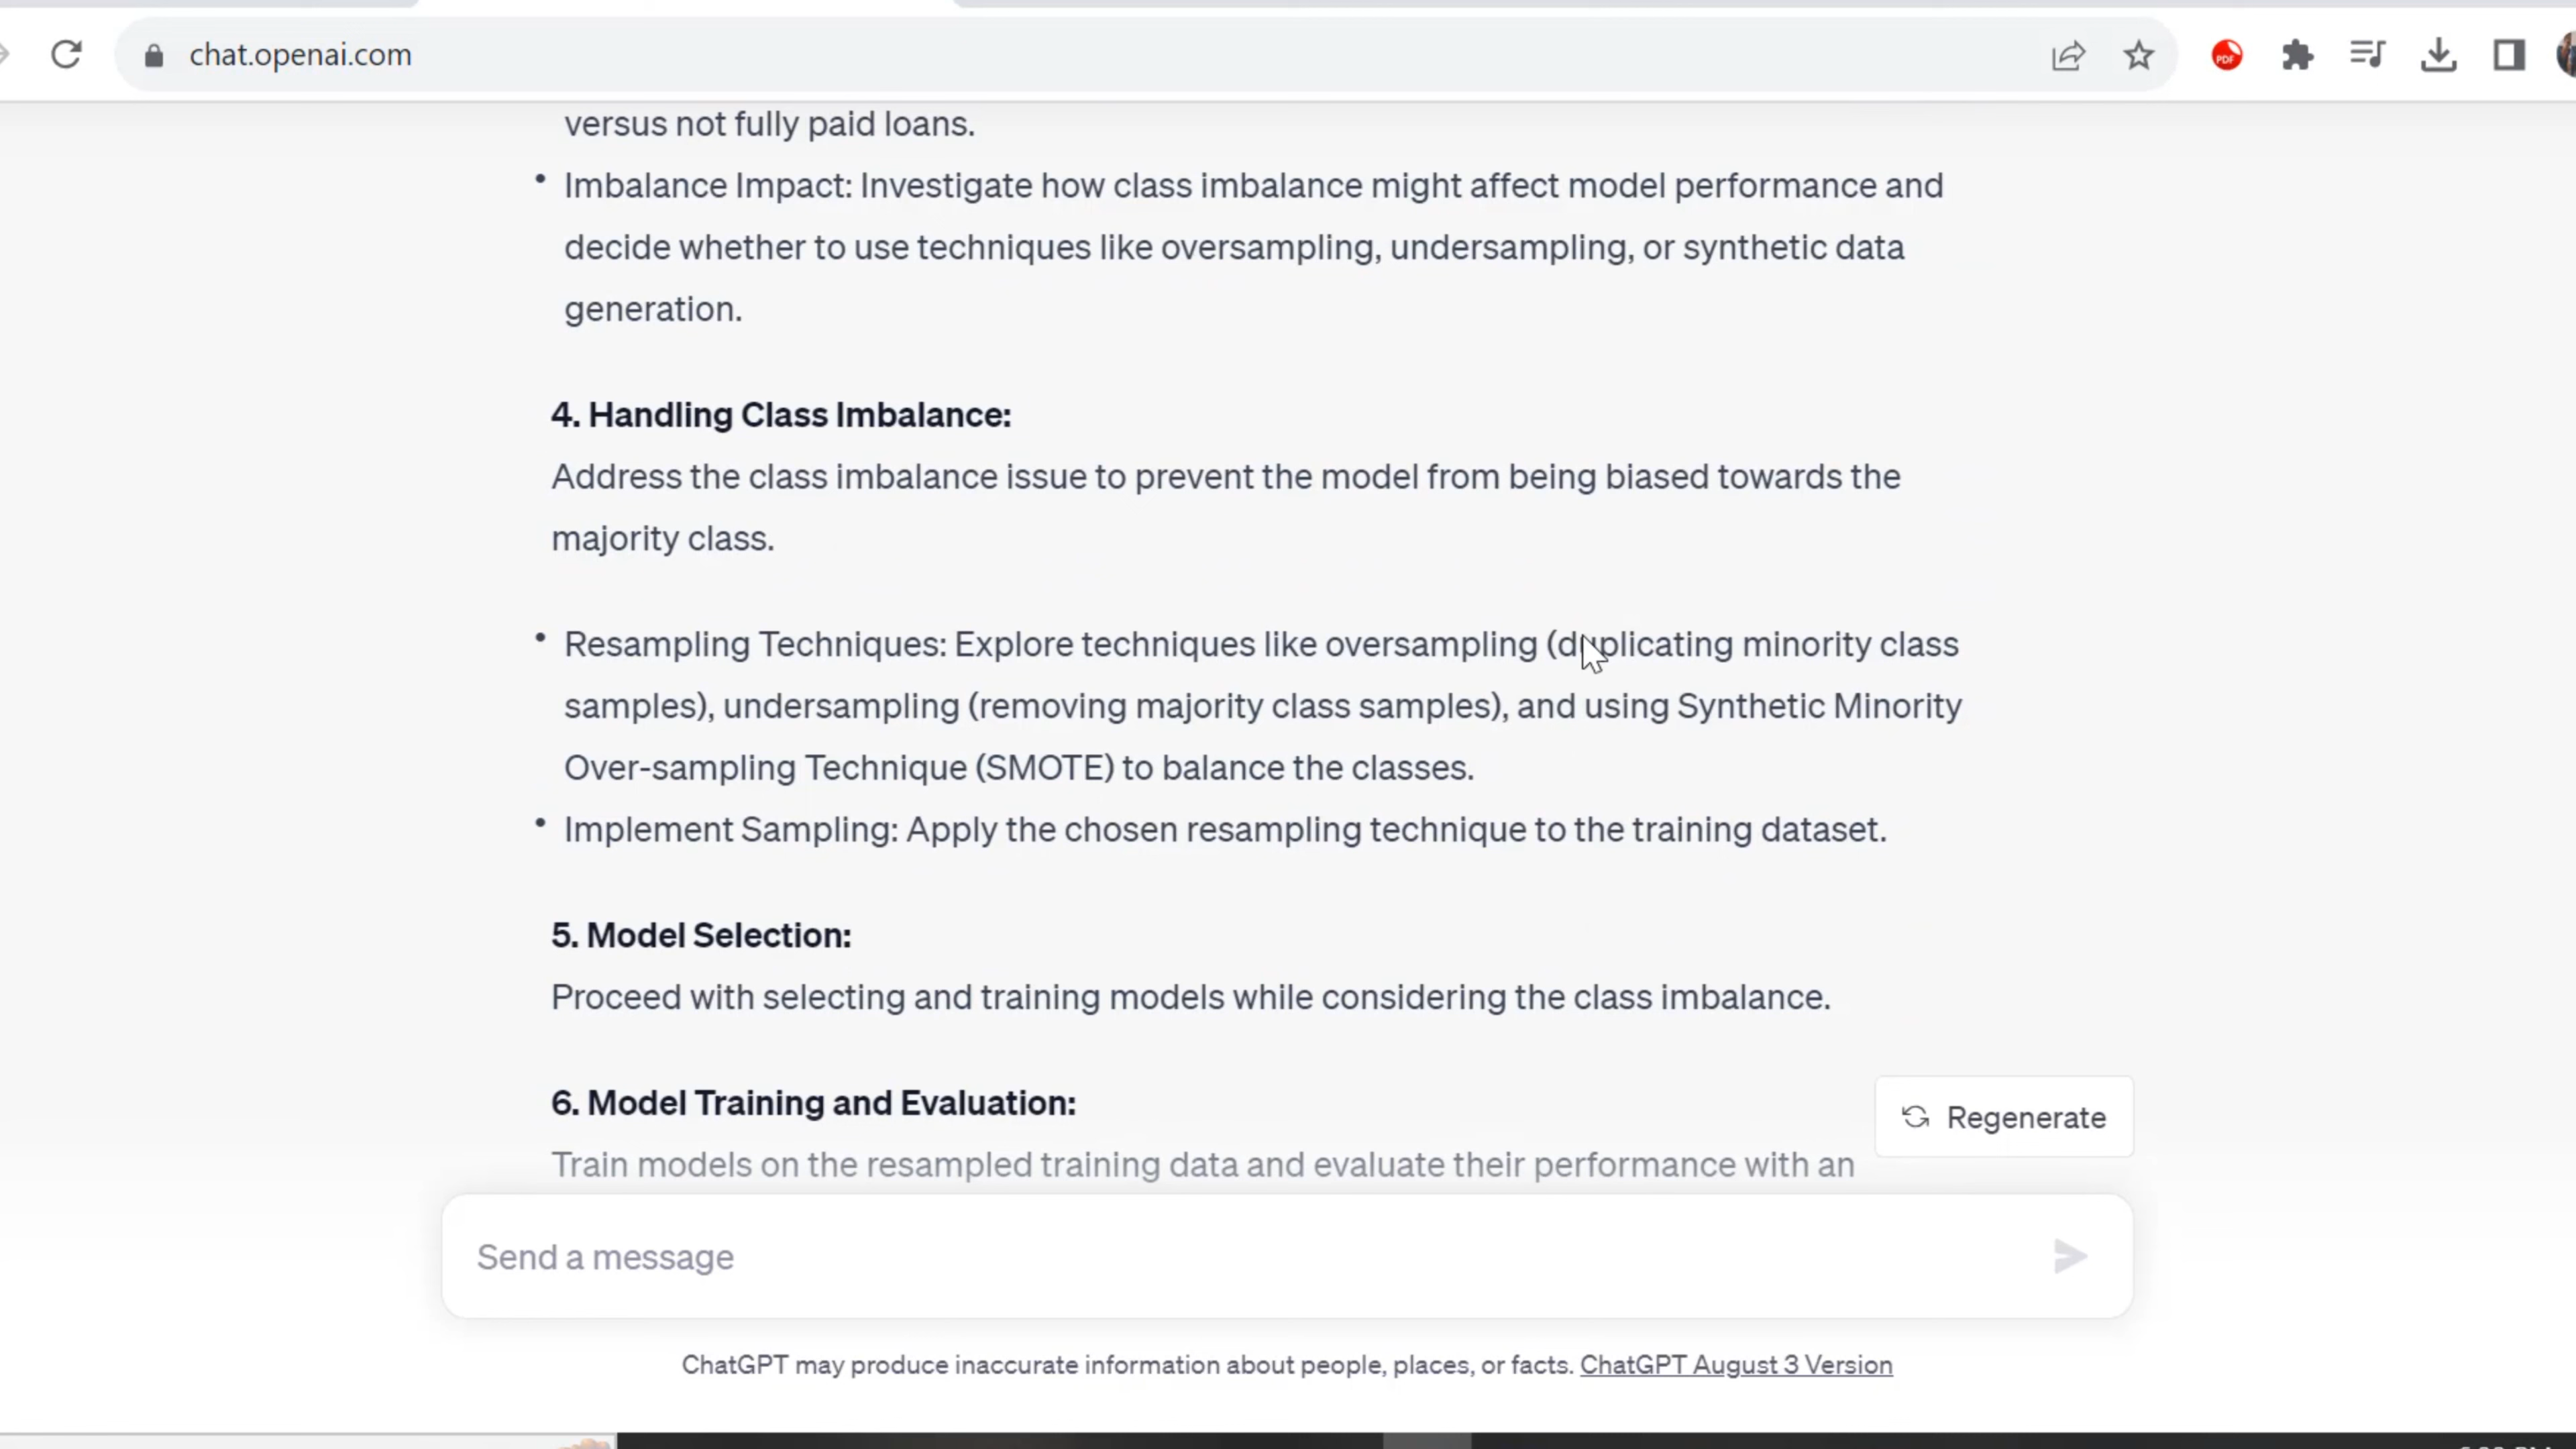 chat.openai.com
PDF
versus not fully paid loans.
• Imbalance Impact: Investigate how class imbalance might affect model performance and
decide whether to use techniques like oversampling, undersampling, or synthetic data
generation.
4. Handling Class Imbalance:
Address the class imbalance issue to prevent the model from being biased towards the
majority class.
• Resampling Techniques: Explore techniques like oversampling (duplicating minority class
samples), undersampling (removing majority class samples), and using Synthetic Minority
Over-sampling Technique (SMOTE) to balance the classes.
• Implement Sampling: Apply the chosen resampling technique to the training dataset.
5. Model Selection:
Proceed with selecting and training models while considering the class imbalance.
6. Model Training and Evaluation:
Regenerate
Train models on the resampled training data and evaluate their performance with an
Send a message
ChatGPT may produce inaccurate information about people, places, or facts. ChatGPT August 3 Version